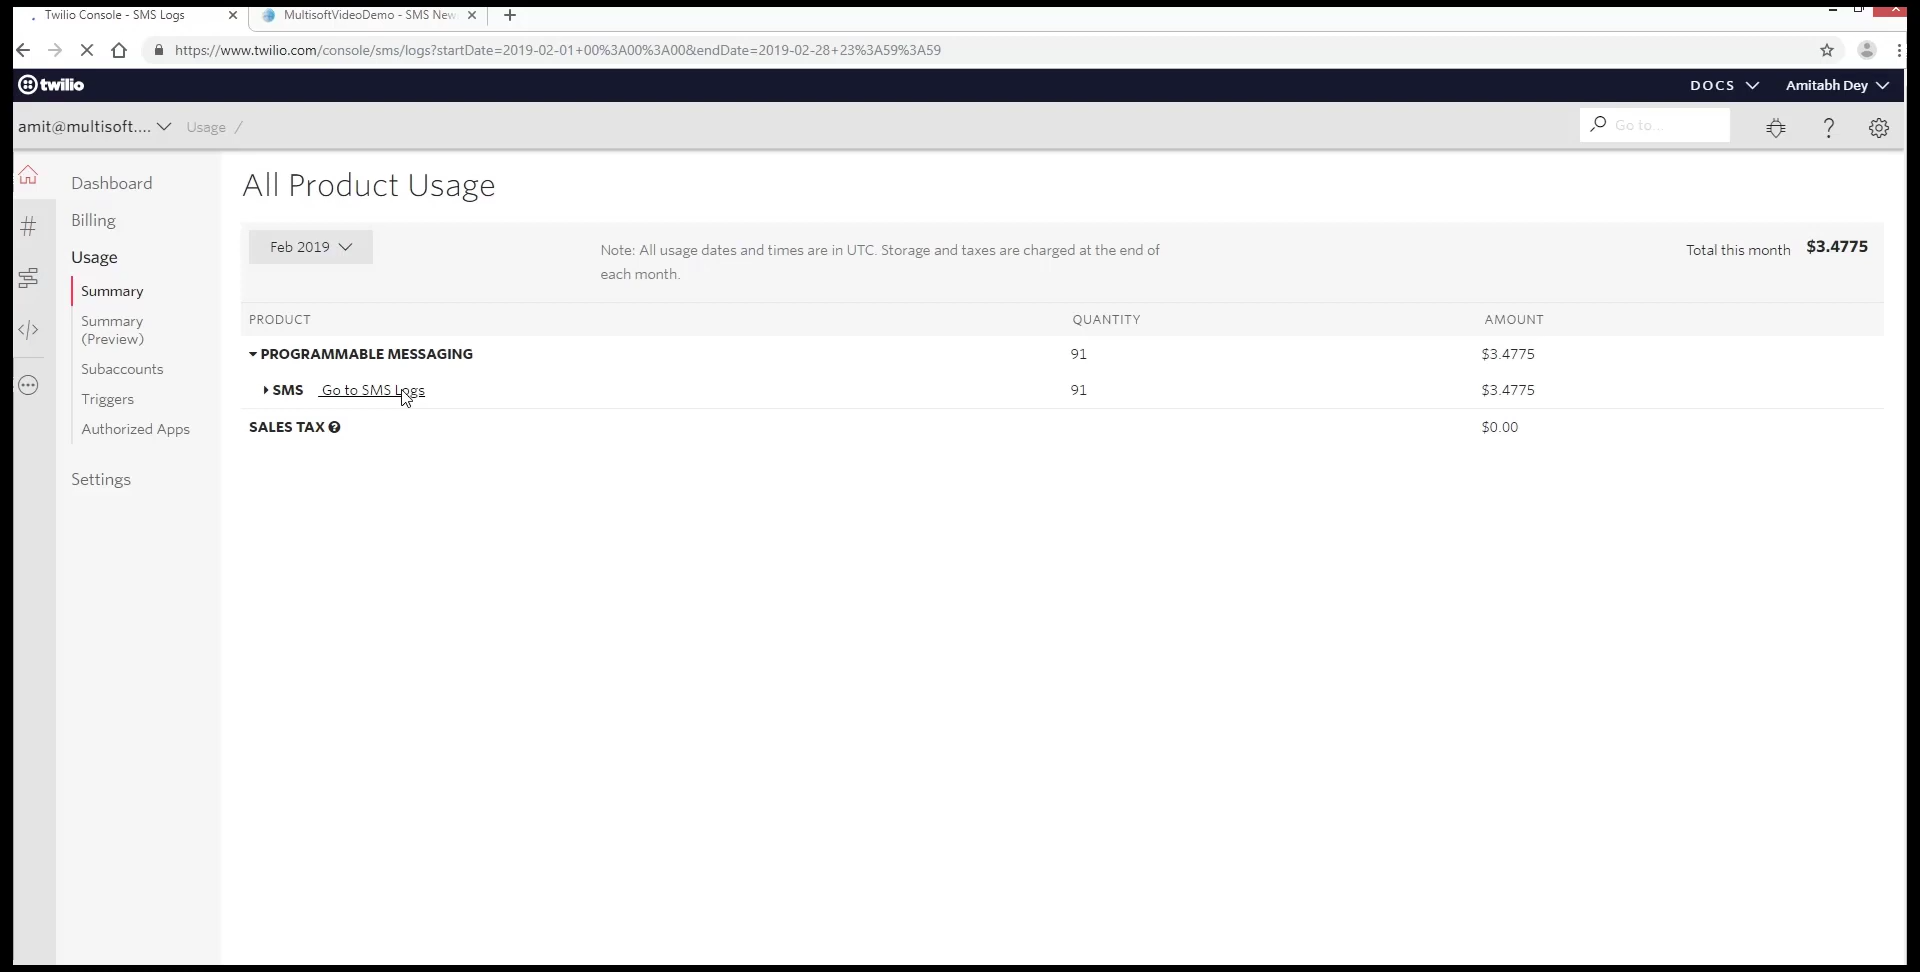 Twilio Console - SMS Logs
MultisoftVideoDemo - SMS New
https://www.twilio.com/console/sms/logs?startDate=2019-02-01+00%3A00%3A00&endDate=2019-02-28+23%3A59%3A59
twilio
DOCS
Amitabh Dey
amit@multisoft....
Usage /
Go to...
Dashboard
Billing
Usage
Summary
Summary
(Preview)
Subaccounts
Triggers
Authorized Apps
Settings
All Product Usage
Feb 2019
Note: All usage dates and times are in UTC. Storage and taxes are charged at the end of
each month.
Total this month $3.4775
PRODUCT QUANTITY AMOUNT
PROGRAMMABLE MESSAGING 91 $3.4775
SMS Go to SMS Logs 91 $3.4775
SALES TAX $0.00